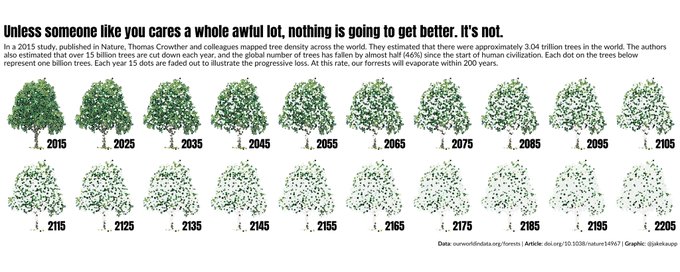 Unless someone like you cares a whole awful lot, nothing is going to get better. It's not.
In a 2015 study, published in Nature, Thomas Crowther and colleagues mapped tree density across the world. They estimated that there were approximately 3.04 trillion trees in the world. The authors
also estimated that over 15 billion trees are cut down each year, and the global number of trees has fallen by almost half (46%) since the start of human civilization. Each dot on the trees below
represent one billion trees. Each year 15 dots are faded out to illustrate the progressive loss. At this rate, our forrests will evaporate within 200 years.
2015 2025 2035 2045 2055 2065 2075 2085 2095 2105
2115 2125 2135 2145 2155 2165 2175 2185 2195 2205
Data: ourworldindata.org/forests | Article: doi.org/10.1038/nature14967 | Graphic: @jakekaupp